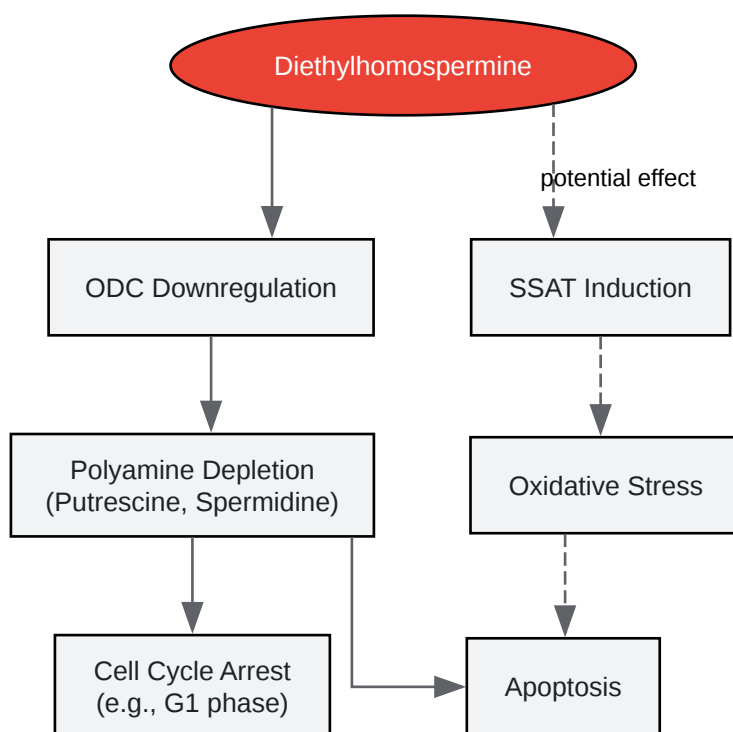 Diethylhomospermine
potential effect
ODC Downregulation
SSAT Induction
Polyamine Depletion
(Putrescine, Spermidine)
Oxidative Stress
Cell Cycle Arrest
(e.g., G1 phase)
Apoptosis